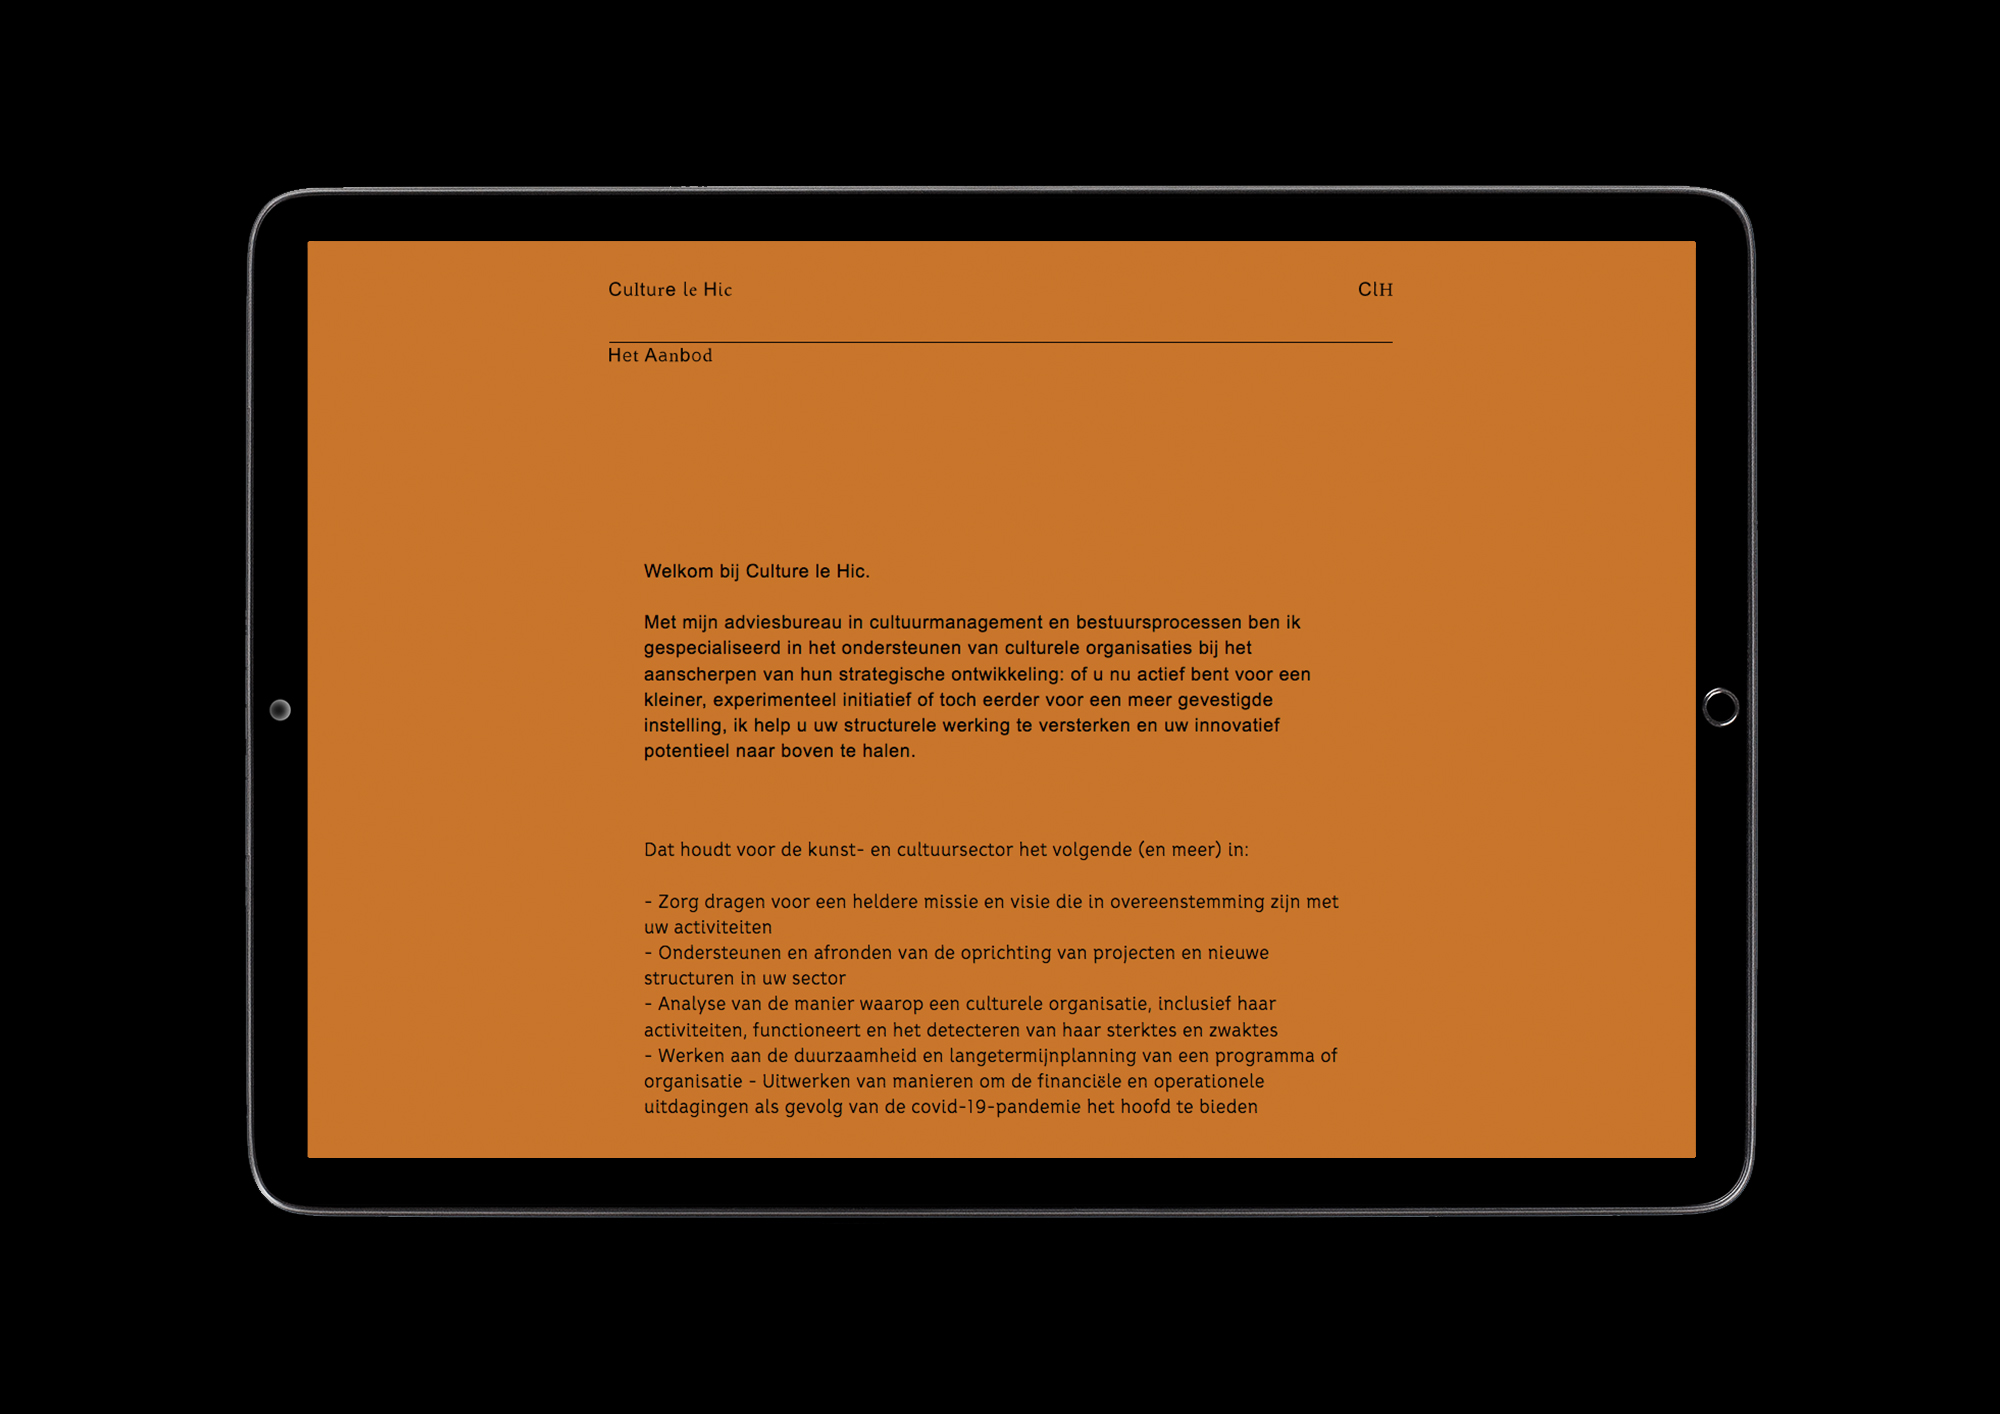 Culture le Hic
ClH
Het Aanbod
Welkom bij Culture le Hic.
Met mijn adviesbureau in cultuurmanagement en bestuursprocessen ben ik
gespecialiseerd in het ondersteunen van culturele organisaties bij het
aanscherpen van hun strategische ontwikkeling: of u nu actief bent voor een
kleiner, experimenteel initiatief of toch eerder voor een meer gevestigde
instelling, ik help u uw structurele werking te versterken en uw innovatief
potentieel naar boven te halen.
Dat houdt voor de kunst- en cultuursector het volgende (en meer) in:
- Zorg dragen voor een heldere missie en visie die in overeenstemming zijn met
uw activiteiten
- Ondersteunen en afronden van de oprichting van projecten en nieuwe
structuren in uw sector
- Analyse van de manier waarop een culturele organisatie, inclusief haar
activiteiten, functioneert en het detecteren van haar sterktes en zwaktes
- Werken aan de duurzaamheid en langetermijnplanning van een programma of
organisatie - Uitwerken van manieren om de financiële en operationele
uitdagingen als gevolg van de covid-19-pandemie het hoofd te bieden